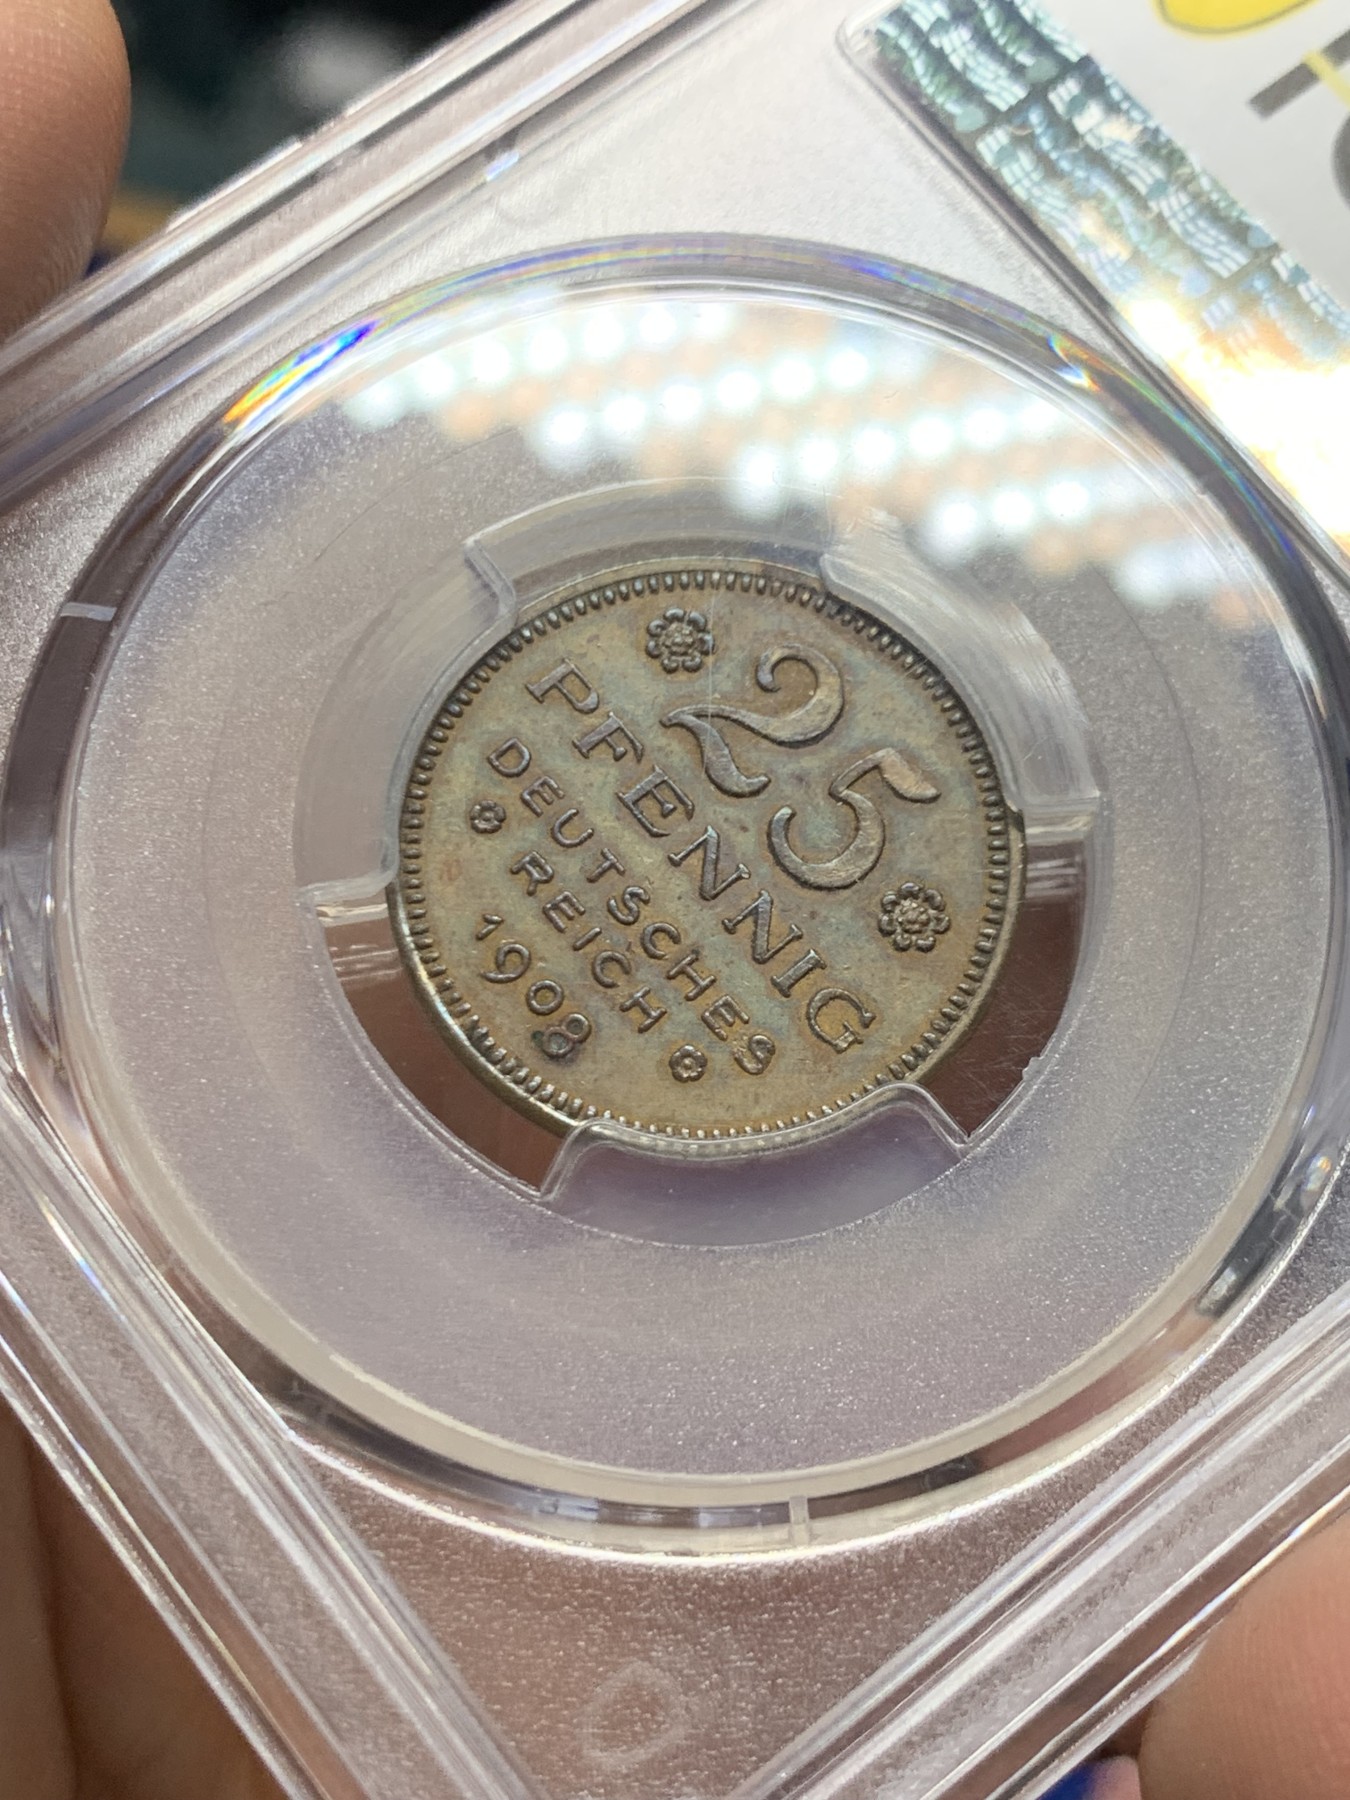 25
PFENNIG
DEUTSCHES
REICH
1908